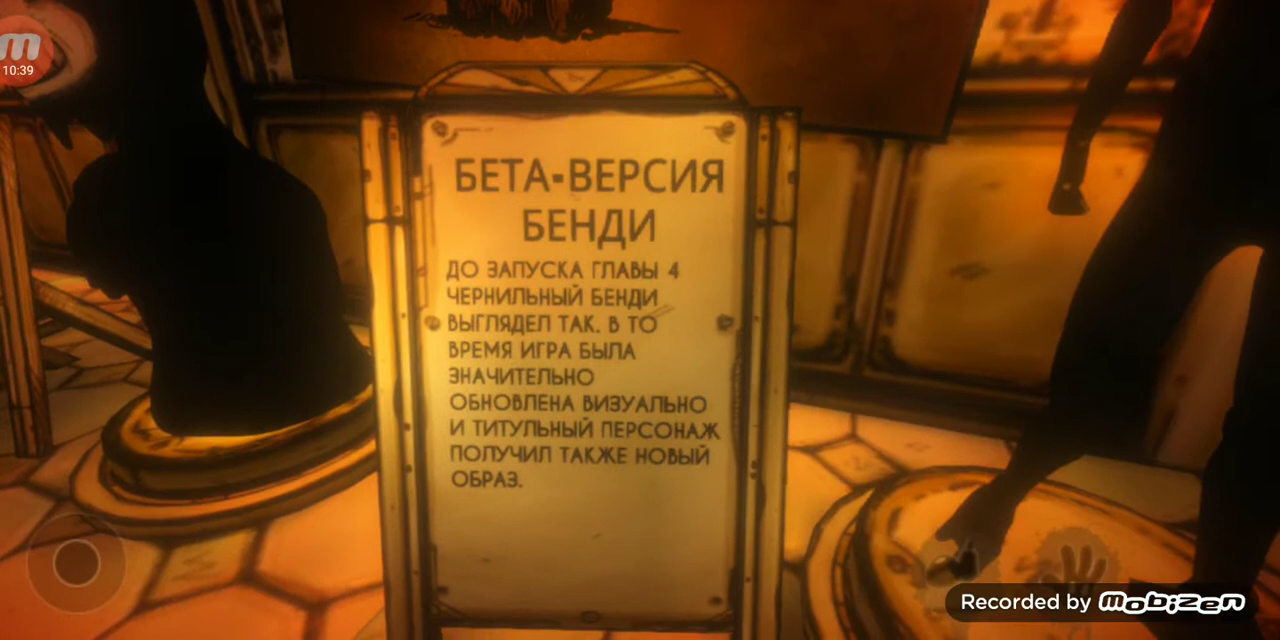 m
10:39
БЕТА-ВЕРСИЯ
БЕНДИ
ДО ЗАПУСКА ГЛАВЫ 4
ЧЕРНИЛЬНЫЙ БЕНДИ
ВЫГЛЯДЕЛ ТАК. В ТО
ВРЕМЯ ИГРА БЫЛА
ЗНАЧИТЕЛЬНО
ОБНОВЛЕНА ВИЗУАЛЬНО
И ТИТУЛЬНЫЙ ПЕРСОНАЖ
ПОЛУЧИЛ ТАКЖЕ НОВЫЙ
ОБРАЗ.
Recorded by mobizen